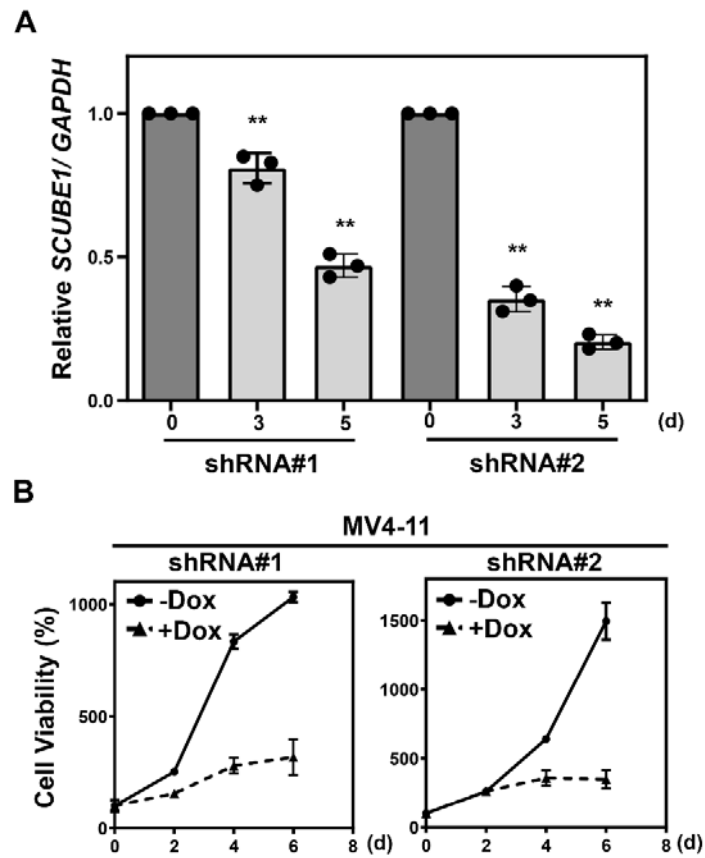 A
Relative SCUBE1/ GAPDH
1.0
0.5
0.0
** ** ** **
0 3 5 0 3 5 (d)
shRNA#1 shRNA#2
B
MV4-11
shRNA#1 shRNA#2
Cell Viability (%)
1000
500
0
-Dox
+Dox
0 2 4 6 8 (d)
1500
1000
500
0
-Dox
+Dox
0 2 4 6 8 (d)